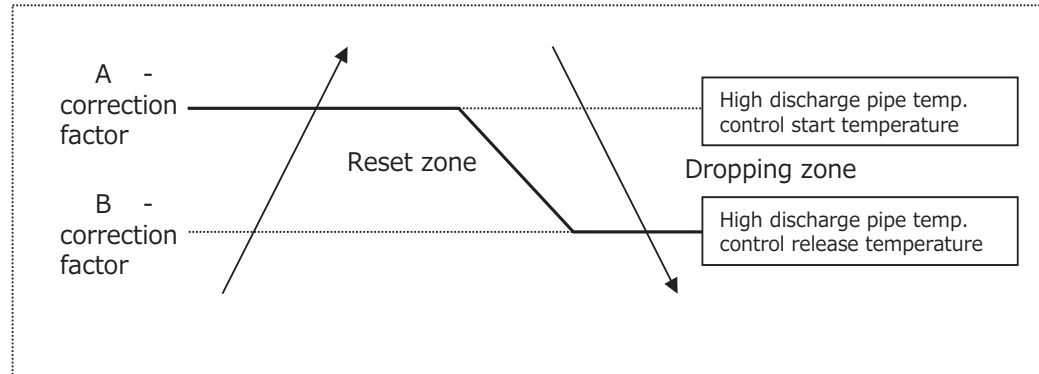 A -
correction
factor
High discharge pipe temp.
control start temperature
Reset zone
Dropping zone
B -
correction
factor
High discharge pipe temp.
control release temperature